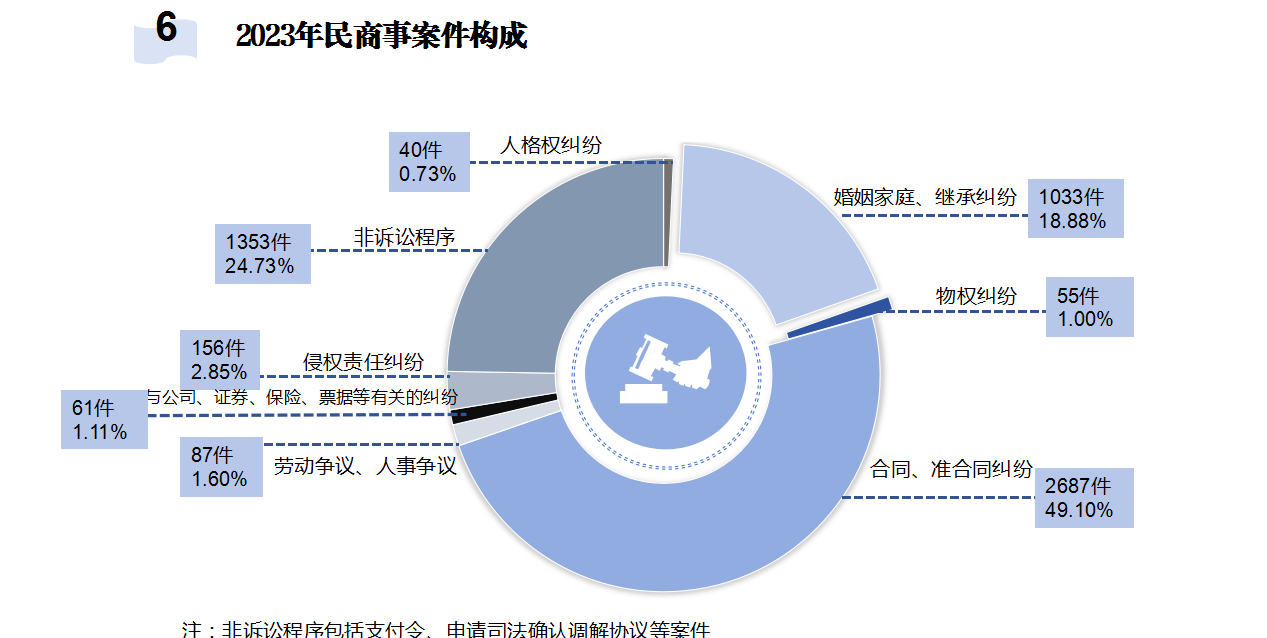 6
2023年民商事案件构成
40件
0.73%
人格权纠纷
婚姻家庭、继承纠纷
1033件
18.88%
1353件
24.73%
非诉讼程序
物权纠纷
55件
1.00%
156件
2.85%
侵权责任纠纷
与公司、证券、保险、票据等有关的纠纷
61件
1.11%
87件
1.60%
劳动争议、人事争议
合同、准合同纠纷
2687件
49.10%
注：非诉讼程序包括支付令、申请司法确认调解协议等案件